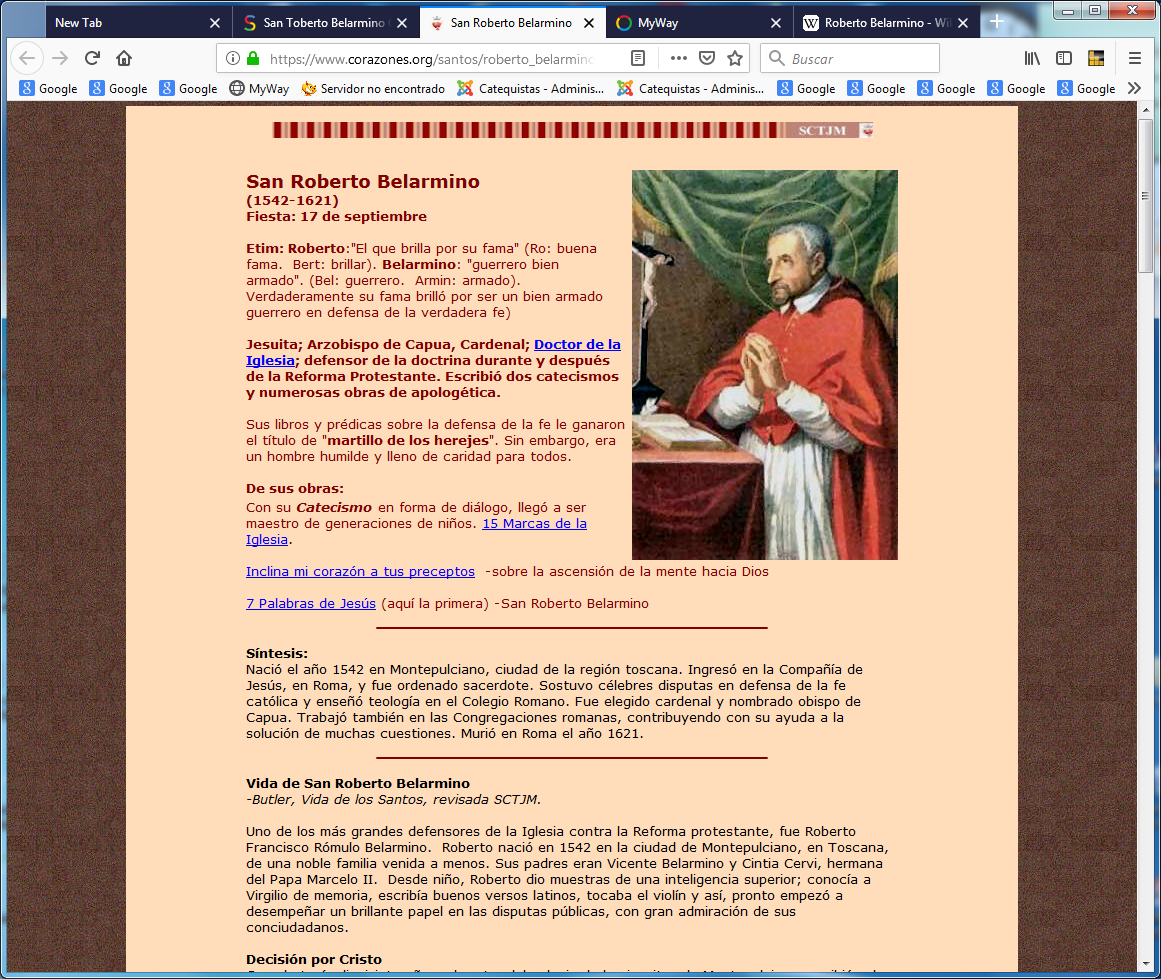 New Tab
San Toberto Belarmino
San Roberto Belarmino
MyWay
Roberto Belarmino - Wi
https://www.corazones.org/santos/roberto_belarmino
Buscar
Google
Google
Google
MyWay
Servidor no encontrado
Catequistas - Adminis...
Catequistas - Adminis...
Google
Google
Google
Google
Google
SCTJM
San Roberto Belarmino
(1542-1621)
Fiesta: 17 de septiembre
Etim: Roberto:"El que brilla por su fama" (Ro: buena
fama. Bert: brillar). Belarmino: "guerrero bien
armado". (Bel: guerrero. Armin: armado).
Verdaderamente su fama brilló por ser un bien armado
guerrero en defensa de la verdadera fe)
Jesuita; Arzobispo de Capua, Cardenal; Doctor de la
Iglesia; defensor de la doctrina durante y después
de la Reforma Protestante. Escribió dos catecismos
y numerosas obras de apologética.
Sus libros y prédicas sobre la defensa de la fe le ganaron
el título de "martillo de los herejes". Sin embargo, era
un hombre humilde y lleno de caridad para todos.
De sus obras:
Con su Catecismo en forma de diálogo, llegó a ser
maestro de generaciones de niños. 15 Marcas de la
Iglesia.
Inclina mi corazón a tus preceptos -sobre la ascensión de la mente hacia Dios
7 Palabras de Jesús (aquí la primera) -San Roberto Belarmino
Síntesis:
Nació el año 1542 en Montepulciano, ciudad de la región toscana. Ingresó en la Compañía de
Jesús, en Roma, y fue ordenado sacerdote. Sostuvo célebres disputas en defensa de la fe
católica y enseñó teología en el Colegio Romano. Fue elegido cardenal y nombrado obispo de
Capua. Trabajó también en las Congregaciones romanas, contribuyendo con su ayuda a la
solución de muchas cuestiones. Murió en Roma el año 1621.
Vida de San Roberto Belarmino
-Butler, Vida de los Santos, revisada SCTJM.
Uno de los más grandes defensores de la Iglesia contra la Reforma protestante, fue Roberto
Francisco Rómulo Belarmino. Roberto nació en 1542 en la ciudad de Montepulciano, en Toscana,
de una noble familia venida a menos. Sus padres eran Vicente Belarmino y Cintia Cervi, hermana
del Papa Marcelo II. Desde niño, Roberto dio muestras de una inteligencia superior; conocía a
Virgilio de memoria, escribía buenos versos latinos, tocaba el violín y así, pronto empezó a
desempeñar un brillante papel en las disputas públicas, con gran admiración de sus
conciudadanos.
Decisión por Cristo